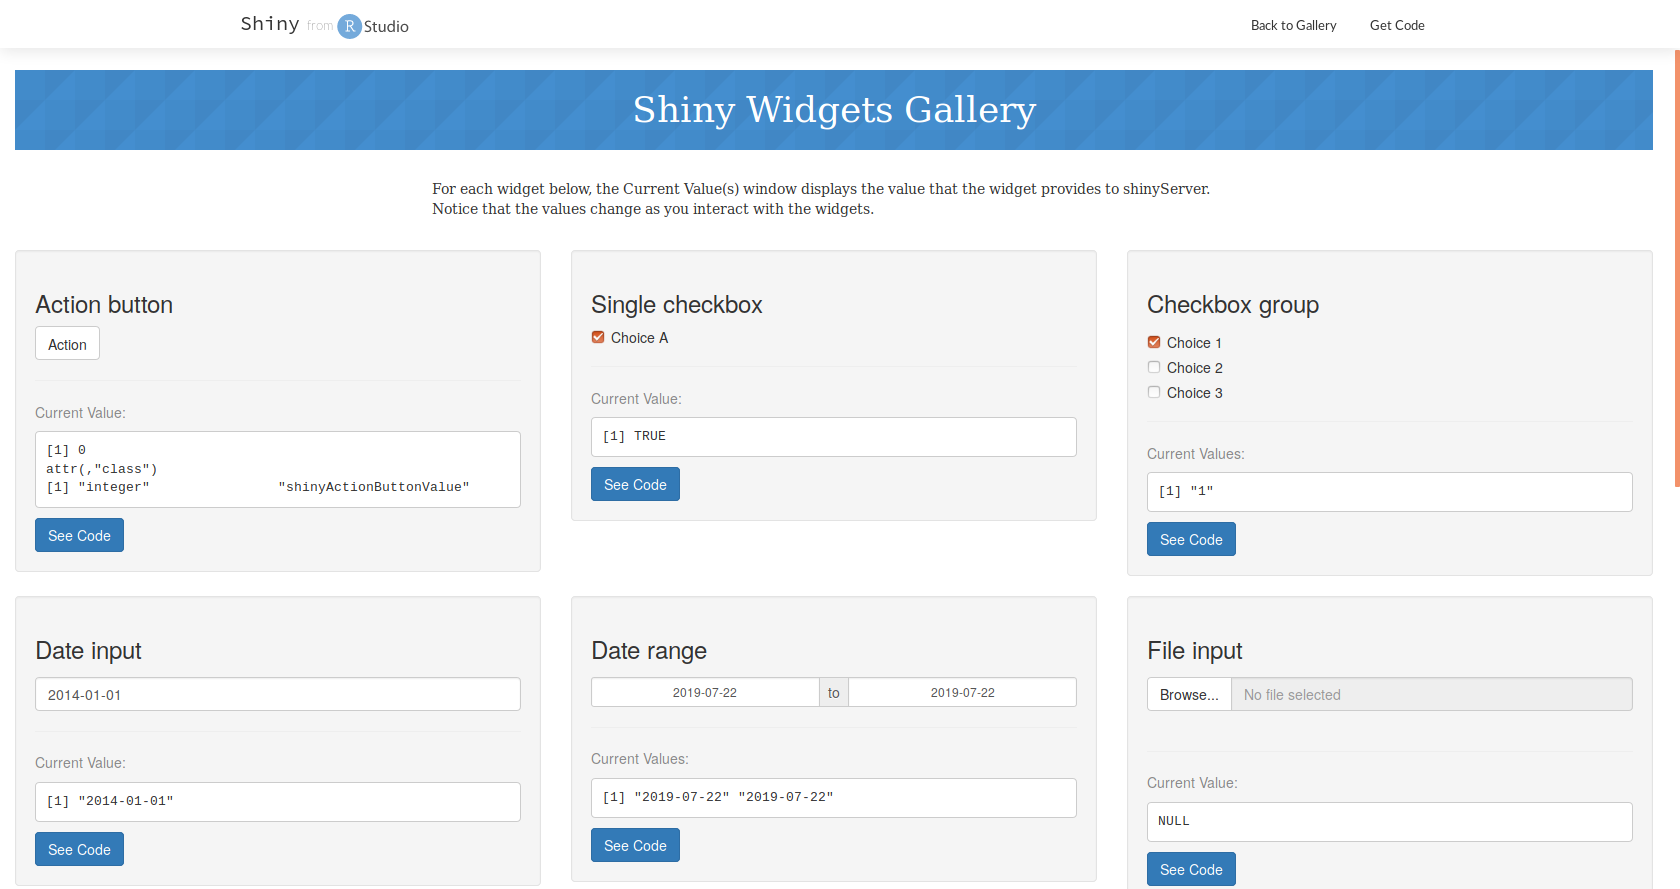 Shiny from R Studio
Back to Gallery
Get Code
Shiny Widgets Gallery
For each widget below, the Current Value(s) window displays the value that the widget provides to shinyServer.
Notice that the values change as you interact with the widgets.
Action button
Action
Current Value:
[1] 0
attr(,"class")
[1] "integer"                "shinyActionButtonValue"
See Code
Single checkbox
Choice A
Current Value:
[1] TRUE
See Code
Checkbox group
Choice 1
Choice 2
Choice 3
Current Values:
[1] "1"
See Code
Date input
2014-01-01
Current Value:
[1] "2014-01-01"
See Code
Date range
2019-07-22 to 2019-07-22
Current Values:
[1] "2019-07-22" "2019-07-22"
See Code
File input
Browse... No file selected
Current Value:
NULL
See Code